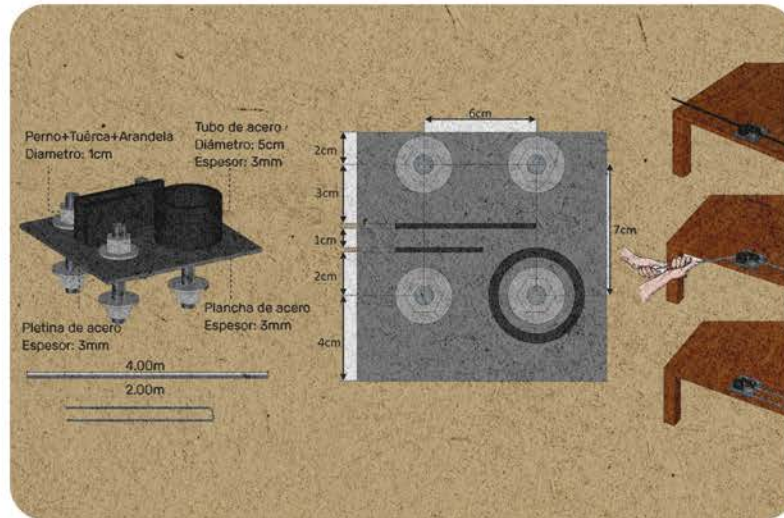 Perno+Tuérca+Arandela
Diametro: 1cm
Tubo de acero
Diámetro: 5cm
Espesor: 3mm
Pletina de acero
Espesor: 3mm
Plancha de acero
Espesor: 3mm
4.00m
2.00m
6cm
2cm
3cm
1cm
2cm
4cm
7cm